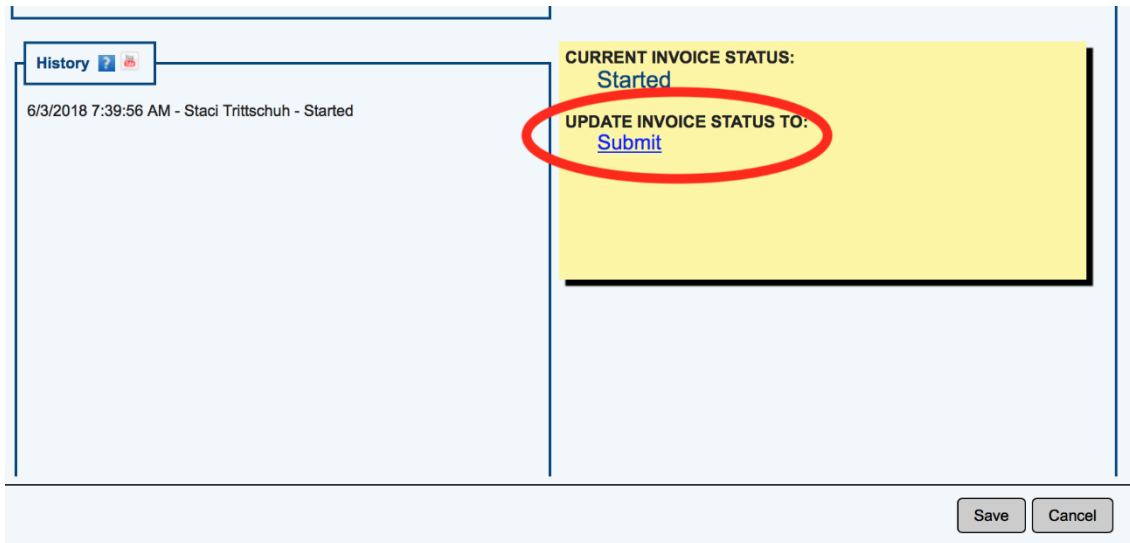 History ?
6/3/2018 7:39:56 AM - Staci Trittschuh - Started
CURRENT INVOICE STATUS:
Started
UPDATE INVOICE STATUS TO:
Submit
Save
Cancel